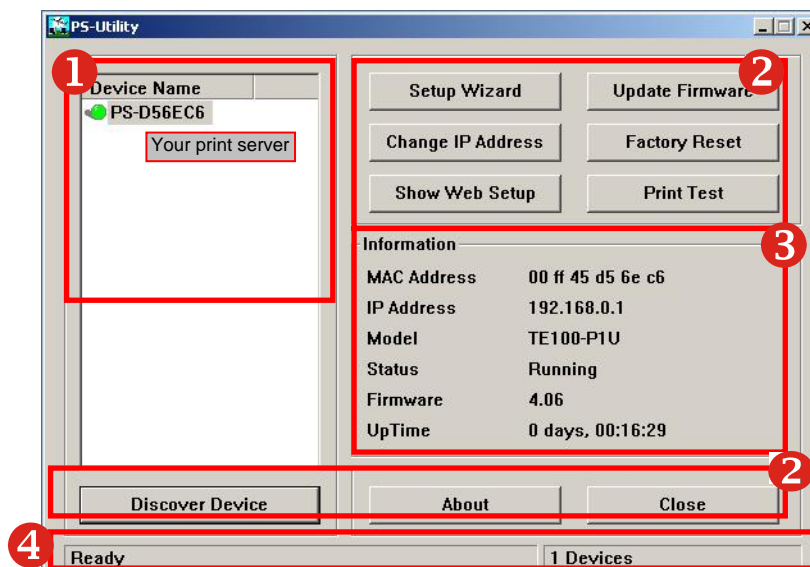 PS-Utility
1
Device Name
PS-D56EC6
Your print server
2
Setup Wizard
Update Firmware
Change IP Address
Factory Reset
Show Web Setup
Print Test
3
Information
MAC Address 00 ff 45 d5 6e c6
IP Address 192.168.0.1
Model TE100-P1U
Status Running
Firmware 4.06
UpTime 0 days, 00:16:29
2
Discover Device
About
Close
4
Ready
1 Devices